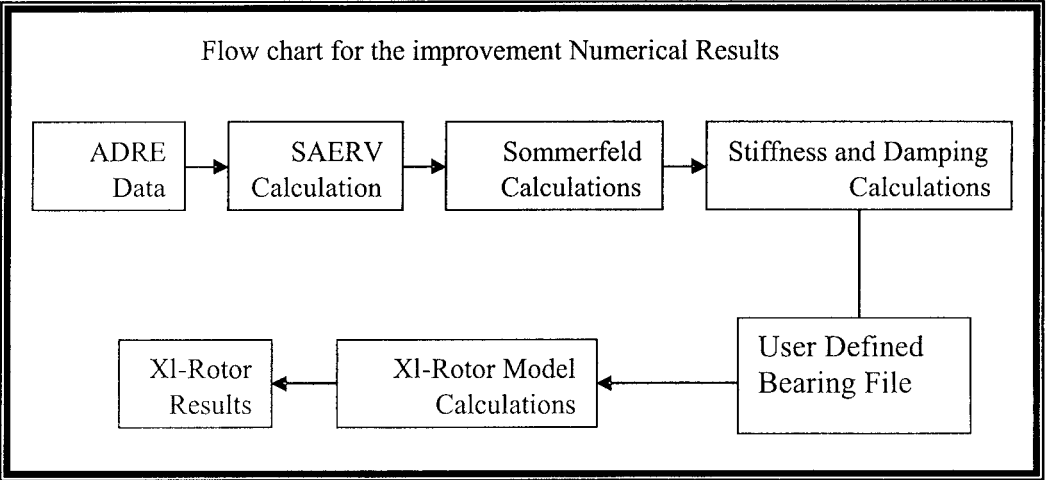 Flow chart for the improvement Numerical Results
ADRE
Data
SAERV
Calculation
Sommerfeld
Calculations
Stiffness and Damping
Calculations
User Defined
Bearing File
Xl-Rotor Model
Calculations
Xl-Rotor
Results